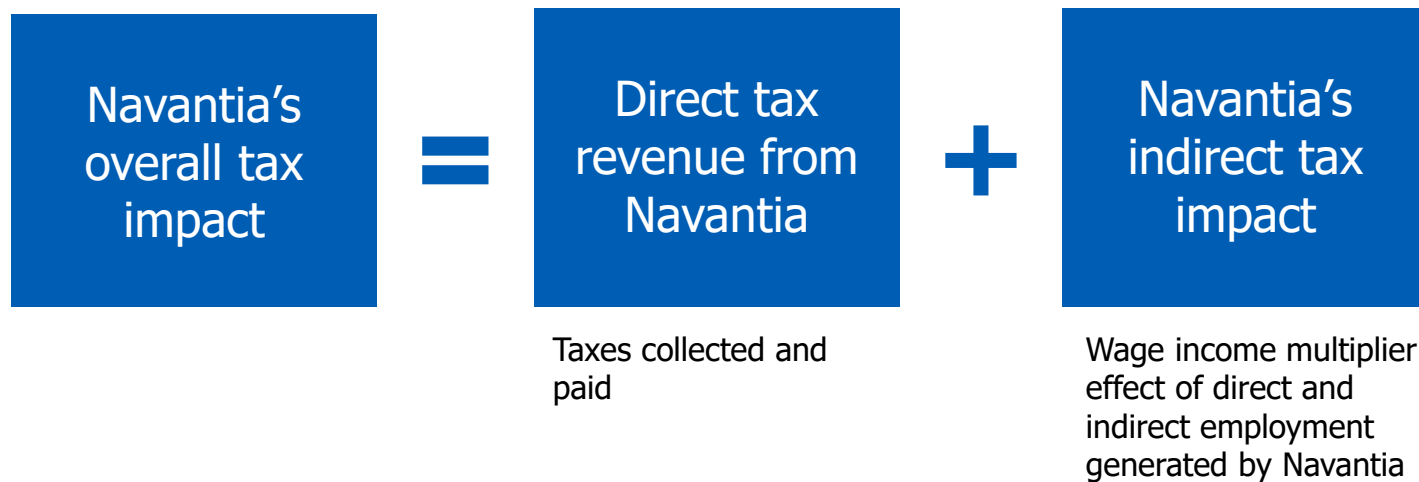 Navantia’s
overall tax
impact
=
Direct tax
revenue from
Navantia
+
Navantia’s
indirect tax
impact
Taxes collected and
paid
Wage income multiplier
effect of direct and
indirect employment
generated by Navantia